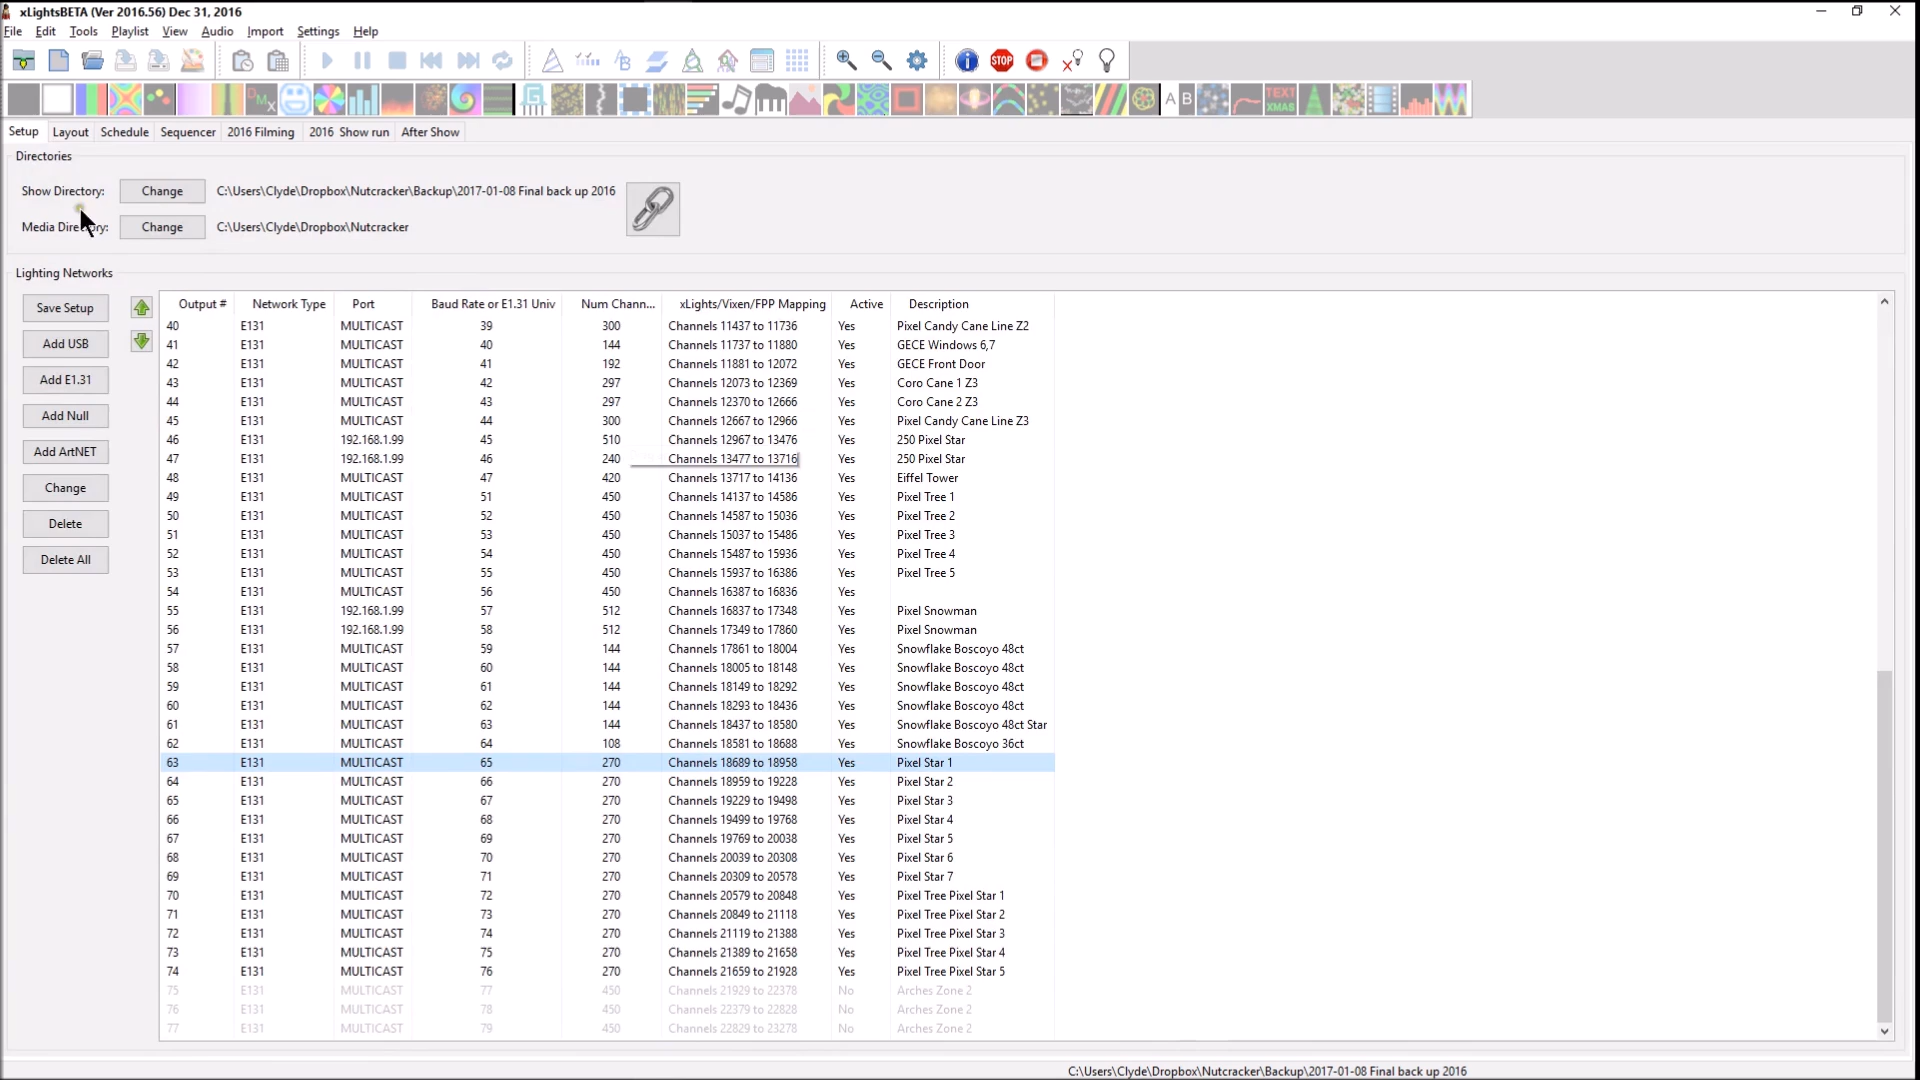 xLightsBETA (Ver 2016.56) Dec 31, 2016
File Edit Tools Playlist View Audio Import Settings Help
Setup Layout Schedule Sequencer 2016 Filming 2016 Show run After Show
Directories
Show Directory: Change C:\Users\Clyde\Dropbox\Nutcracker\Backup\2017-01-08 Final back up 2016
Media Directory: Change C:\Users\Clyde\Dropbox\Nutcracker
Lighting Networks
Save Setup
Add USB
Add E1.31
Add Null
Add ArtNET
Change
Delete
Delete All
Output # Network Type Port Baud Rate or E1.31 Univ Num Chann... xLights/Vixen/FPP Mapping Active Description
40 E131 MULTICAST 39 300 Channels 11437 to 11736 Yes Pixel Candy Cane Line Z2
41 E131 MULTICAST 40 144 Channels 11737 to 11880 Yes GECE Windows 6,7
42 E131 MULTICAST 41 192 Channels 11881 to 12072 Yes GECE Front Door
43 E131 MULTICAST 42 297 Channels 12073 to 12369 Yes Coro Cane 1 Z3
44 E131 MULTICAST 43 297 Channels 12370 to 12666 Yes Coro Cane 2 Z3
45 E131 MULTICAST 44 300 Channels 12667 to 12966 Yes Pixel Candy Cane Line Z3
46 E131 192.168.1.99 45 510 Channels 12967 to 13476 Yes 250 Pixel Star
47 E131 192.168.1.99 46 240 Channels 13477 to 13716 Yes 250 Pixel Star
48 E131 MULTICAST 47 420 Channels 13717 to 14136 Yes Eiffel Tower
49 E131 MULTICAST 51 450 Channels 14137 to 14586 Yes Pixel Tree 1
50 E131 MULTICAST 52 450 Channels 14587 to 15036 Yes Pixel Tree 2
51 E131 MULTICAST 53 450 Channels 15037 to 15486 Yes Pixel Tree 3
52 E131 MULTICAST 54 450 Channels 15487 to 15936 Yes Pixel Tree 4
53 E131 MULTICAST 55 450 Channels 15937 to 16386 Yes Pixel Tree 5
54 E131 MULTICAST 56 450 Channels 16387 to 16836 Yes
55 E131 192.168.1.99 57 512 Channels 16837 to 17348 Yes Pixel Snowman
56 E131 192.168.1.99 58 512 Channels 17349 to 17860 Yes Pixel Snowman
57 E131 MULTICAST 59 144 Channels 17861 to 18004 Yes Snowflake Boscoyo 48ct
58 E131 MULTICAST 60 144 Channels 18005 to 18148 Yes Snowflake Boscoyo 48ct
59 E131 MULTICAST 61 144 Channels 18149 to 18292 Yes Snowflake Boscoyo 48ct
60 E131 MULTICAST 62 144 Channels 18293 to 18436 Yes Snowflake Boscoyo 48ct
61 E131 MULTICAST 63 144 Channels 18437 to 18580 Yes Snowflake Boscoyo 48ct Star
62 E131 MULTICAST 64 108 Channels 18581 to 18688 Yes Snowflake Boscoyo 36ct
63 E131 MULTICAST 65 270 Channels 18689 to 18958 Yes Pixel Star 1
64 E131 MULTICAST 66 270 Channels 18959 to 19228 Yes Pixel Star 2
65 E131 MULTICAST 67 270 Channels 19229 to 19498 Yes Pixel Star 3
66 E131 MULTICAST 68 270 Channels 19499 to 19768 Yes Pixel Star 4
67 E131 MULTICAST 69 270 Channels 19769 to 20038 Yes Pixel Star 5
68 E131 MULTICAST 70 270 Channels 20039 to 20308 Yes Pixel Star 6
69 E131 MULTICAST 71 270 Channels 20309 to 20578 Yes Pixel Star 7
70 E131 MULTICAST 72 270 Channels 20579 to 20848 Yes Pixel Tree Pixel Star 1
71 E131 MULTICAST 73 270 Channels 20849 to 21118 Yes Pixel Tree Pixel Star 2
72 E131 MULTICAST 74 270 Channels 21119 to 21388 Yes Pixel Tree Pixel Star 3
73 E131 MULTICAST 75 270 Channels 21389 to 21658 Yes Pixel Tree Pixel Star 4
74 E131 MULTICAST 76 270 Channels 21659 to 21928 Yes Pixel Tree Pixel Star 5
75 E131 MULTICAST 77 450 Channels 21929 to 22378 No Arches Zone 2
76 E131 MULTICAST 78 450 Channels 22379 to 22828 No Arches Zone 2
77 E131 MULTICAST 79 450 Channels 22829 to 23278 No Arches Zone 2
C:\Users\Clyde\Dropbox\Nutcracker\Backup\2017-01-08 Final back up 2016